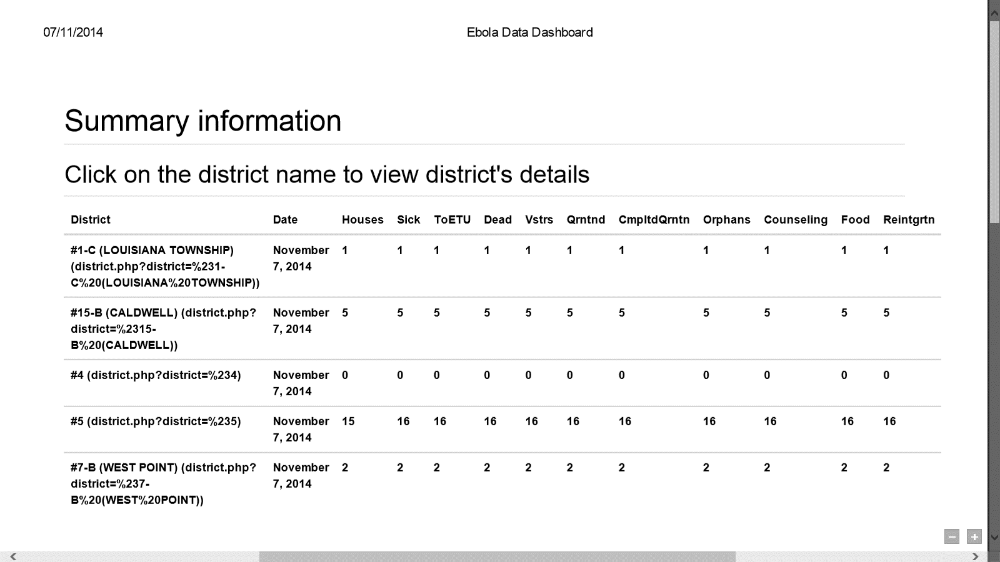 07/11/2014 Ebola Data Dashboard
Summary information
Click on the district name to view district's details
District Date Houses Sick ToETU Dead Vstrs Qrntnd CmpltdQrntn Orphans Counseling Food Reintgrtn
#1-C (LOUISIANA TOWNSHIP) November 1 1 1 1 1 1 1 1 1 1 1
(district.php?district=%231- 7, 2014
C%20(LOUISIANA%20TOWNSHIP))
#15-B (CALDWELL) (district.php? November 5 5 5 5 5 5 5 5 5 5 5
district=%2315- 7, 2014
B%20(CALDWELL))
#4 (district.php?district=%234) November 0 0 0 0 0 0 0 0 0 0 0
7, 2014
#5 (district.php?district=%235) November 15 16 16 16 16 16 16 16 16 16 16
7, 2014
#7-B (WEST POINT) (district.php? November 2 2 2 2 2 2 2 2 2 2 2
district=%237- 7, 2014
B%20(WEST%20POINT))